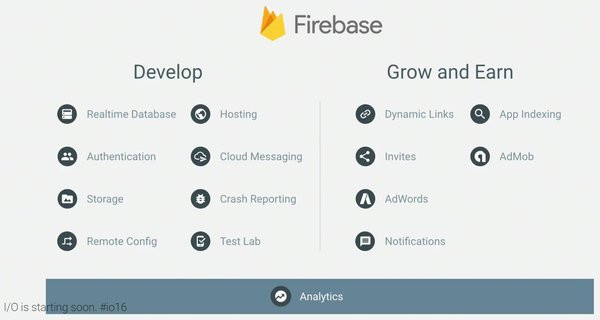 Firebase
Develop
Realtime Database
Hosting
Authentication
Cloud Messaging
Storage
Crash Reporting
Remote Config
Test Lab
Grow and Earn
Dynamic Links
App Indexing
Invites
AdMob
AdWords
Notifications
Analytics
I/O is starting soon. #io16